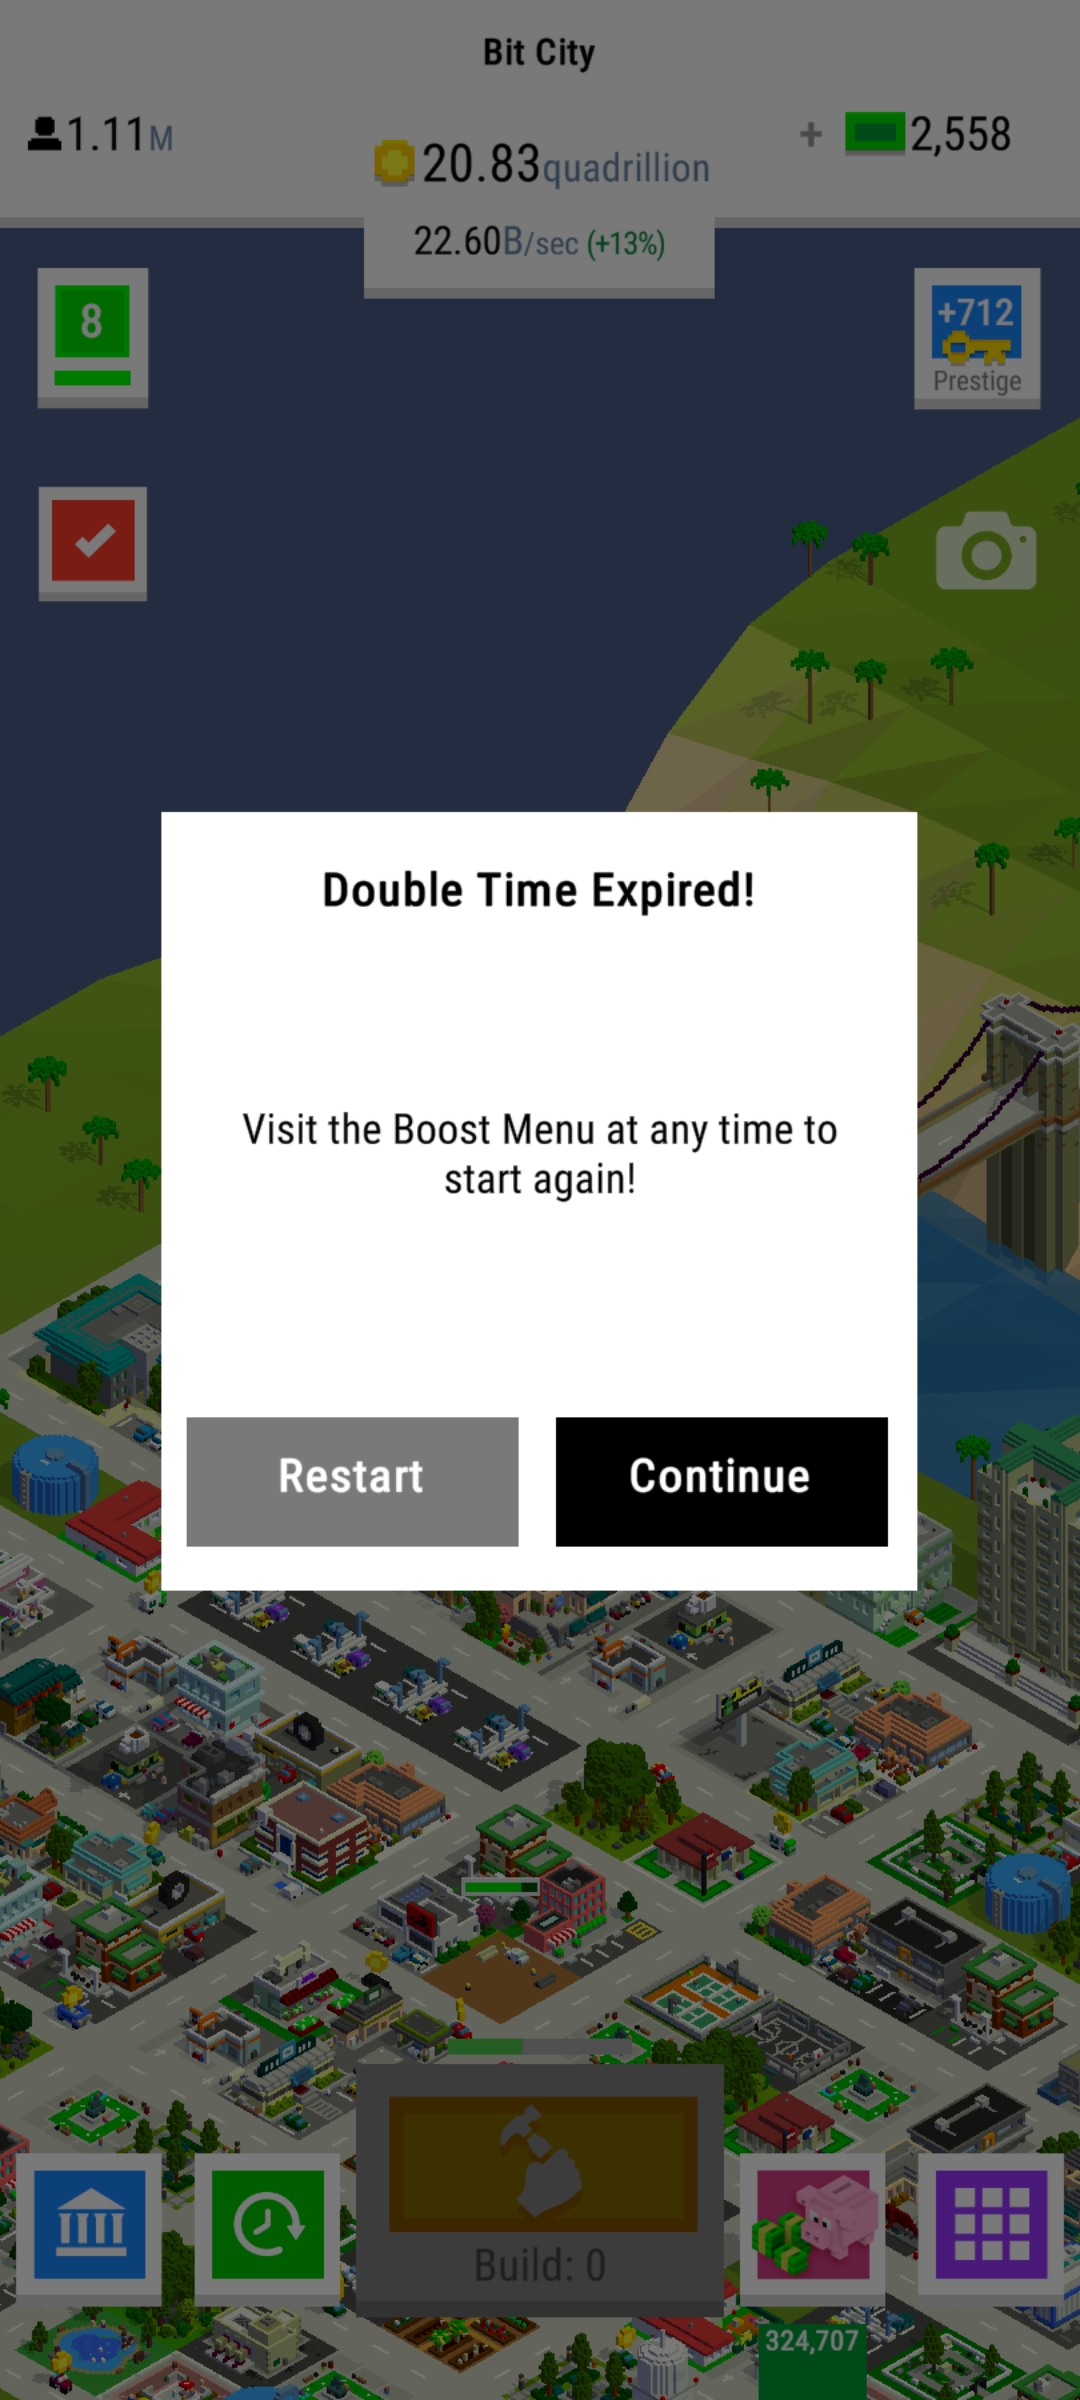 Bit City
1.11M
20.83quadrillion
+ 2,558
22.60B/sec (+13%)
8
+712
Prestige
Double Time Expired!
Visit the Boost Menu at any time to
start again!
Restart
Continue
Build: 0
324,707